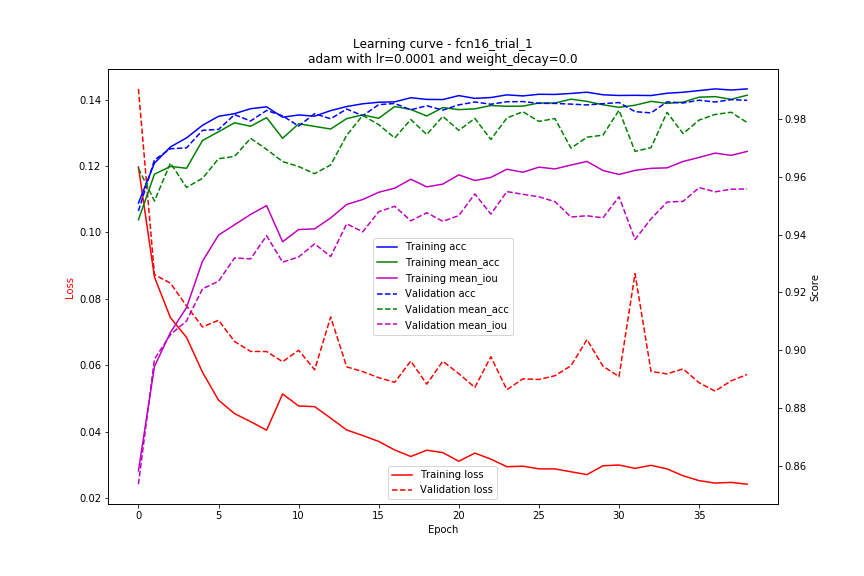 Learning curve - fcn16_trial_1
adam with lr=0.0001 and weight_decay=0.0
Loss
0.14
0.12
0.10
0.08
0.06
0.04
0.02
Training acc
Training mean_acc
Training mean_iou
Validation acc
Validation mean_acc
Validation mean_iou
Training loss
Validation loss
0.98
0.96
0.94
0.92
0.90
0.88
0.86
Score
0 5 10 15 20 25 30 35
Epoch